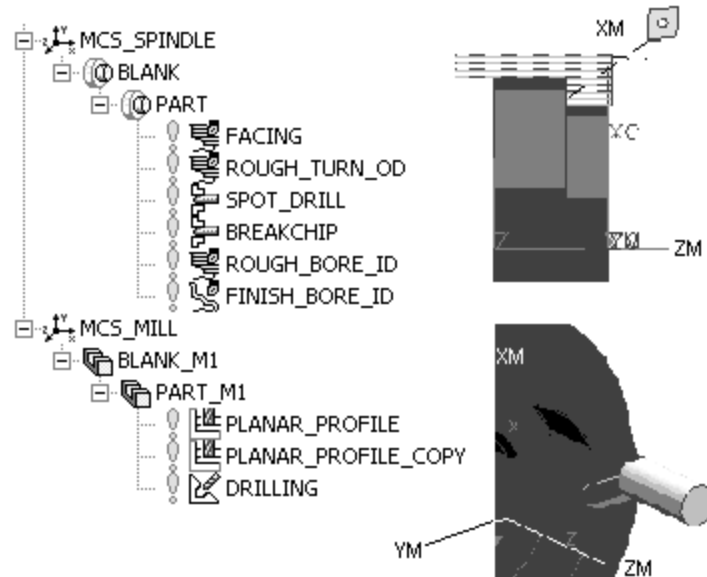 MCS_SPINDLE
BLANK
PART
FACING
ROUGH_TURN_OD
SPOT_DRILL
BREAKCHIP
ROUGH_BORE_ID
FINISH_BORE_ID
MCS_MILL
BLANK_M1
PART_M1
PLANAR_PROFILE
PLANAR_PROFILE_COPY
DRILLING
XM
YC
ZM
XM
YM
ZM